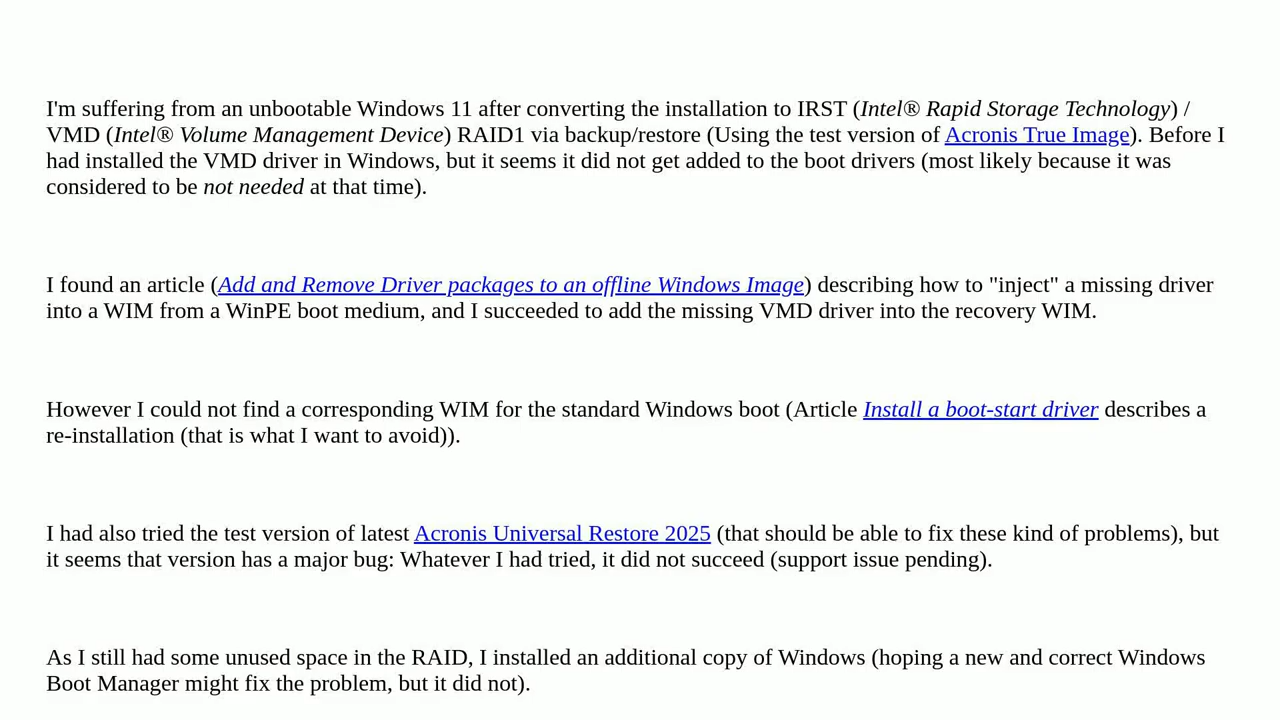 I'm suffering from an unbootable Windows 11 after converting the installation to IRST (Intel® Rapid Storage Technology) /
VMD (Intel® Volume Management Device) RAID1 via backup/restore (Using the test version of Acronis True Image). Before I
had installed the VMD driver in Windows, but it seems it did not get added to the boot drivers (most likely because it was
considered to be not needed at that time).
I found an article (Add and Remove Driver packages to an offline Windows Image) describing how to "inject" a missing driver
into a WIM from a WinPE boot medium, and I succeeded to add the missing VMD driver into the recovery WIM.
However I could not find a corresponding WIM for the standard Windows boot (Article Install a boot-start driver describes a
re-installation (that is what I want to avoid)).
I had also tried the test version of latest Acronis Universal Restore 2025 (that should be able to fix these kind of problems), but
it seems that version has a major bug: Whatever I had tried, it did not succeed (support issue pending).
As I still had some unused space in the RAID, I installed an additional copy of Windows (hoping a new and correct Windows
Boot Manager might fix the problem, but it did not).